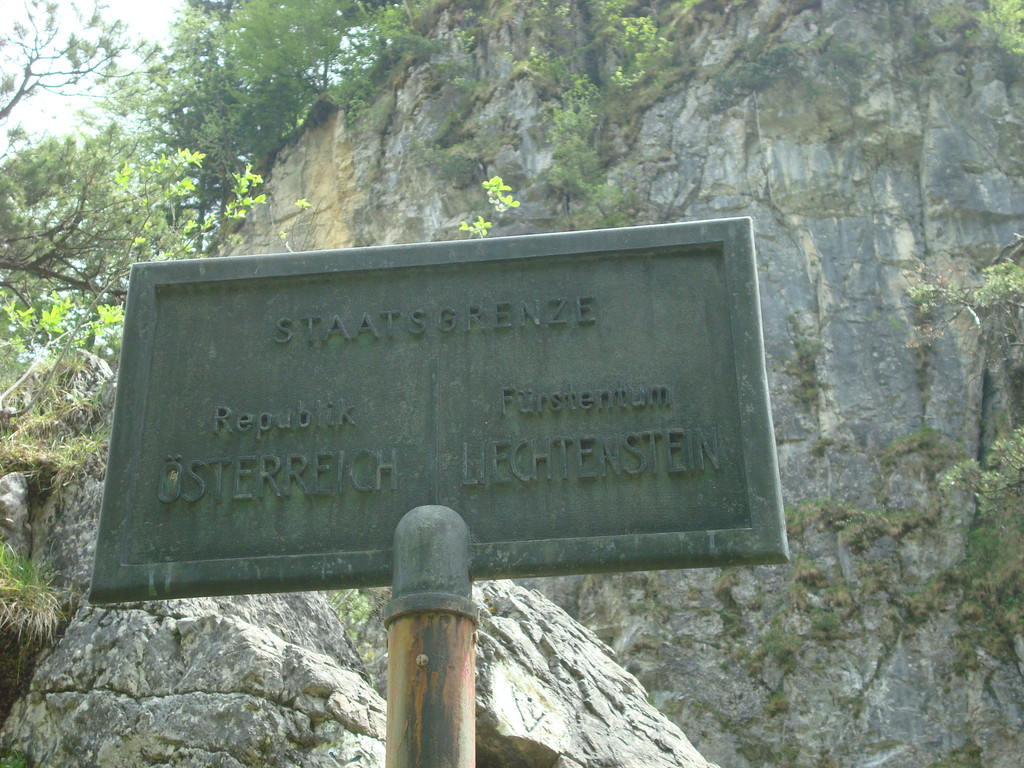 STAATSGRENZE
Republik
ÖSTERREICH
Fürstentum
LIECHTENSTEIN